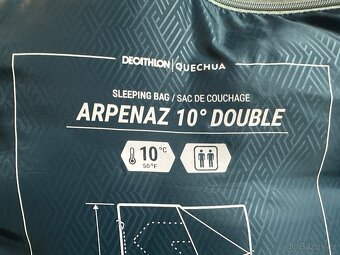 DECATHLON | QUECHUA
SLEEPING BAG / SAC DE COUCHAGE
ARPENAZ 10° DOUBLE
10 °C
50°F